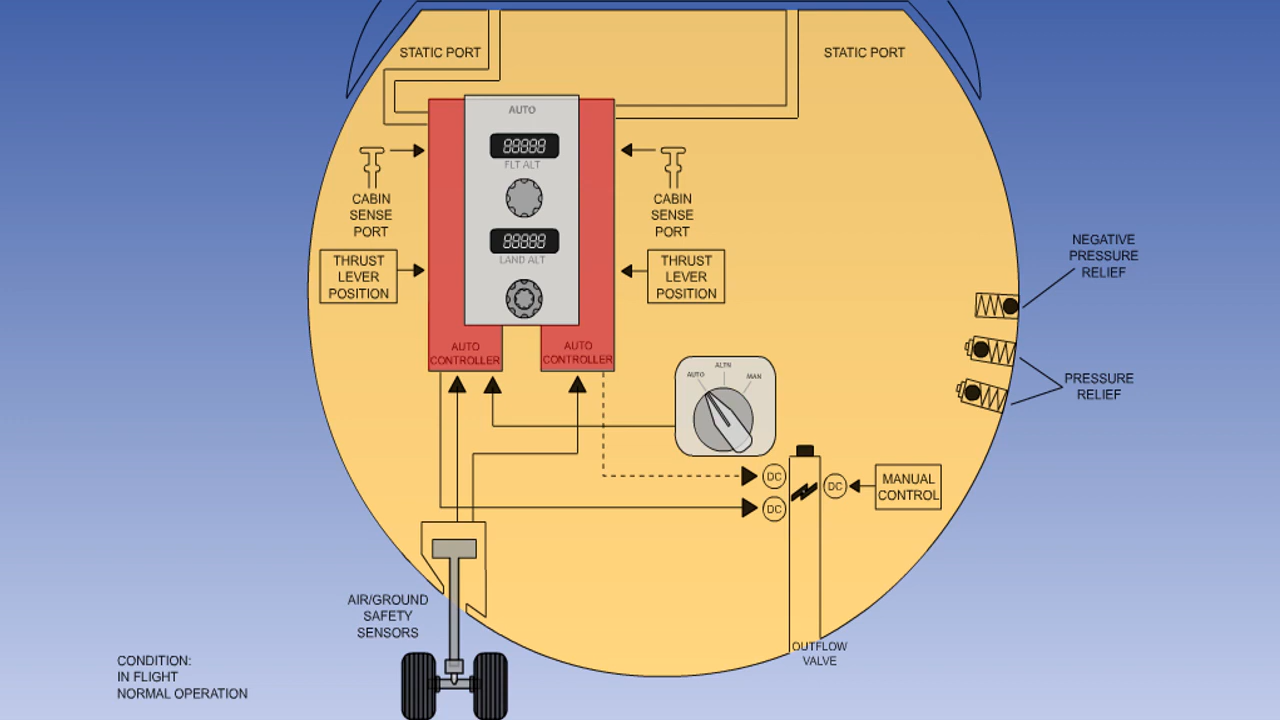 STATIC PORT
STATIC PORT
AUTO
88888
FLT ALT
88888
LAND ALT
CABIN
SENSE
PORT
CABIN
SENSE
PORT
THRUST
LEVER
POSITION
THRUST
LEVER
POSITION
AUTO
CONTROLLER
AUTO
CONTROLLER
NEGATIVE
PRESSURE
RELIEF
PRESSURE
RELIEF
AUTO
ALTN
MAN
DC
DC
DC
MANUAL
CONTROL
AIR/GROUND
SAFETY
SENSORS
OUTFLOW
VALVE
CONDITION:
IN FLIGHT
NORMAL OPERATION